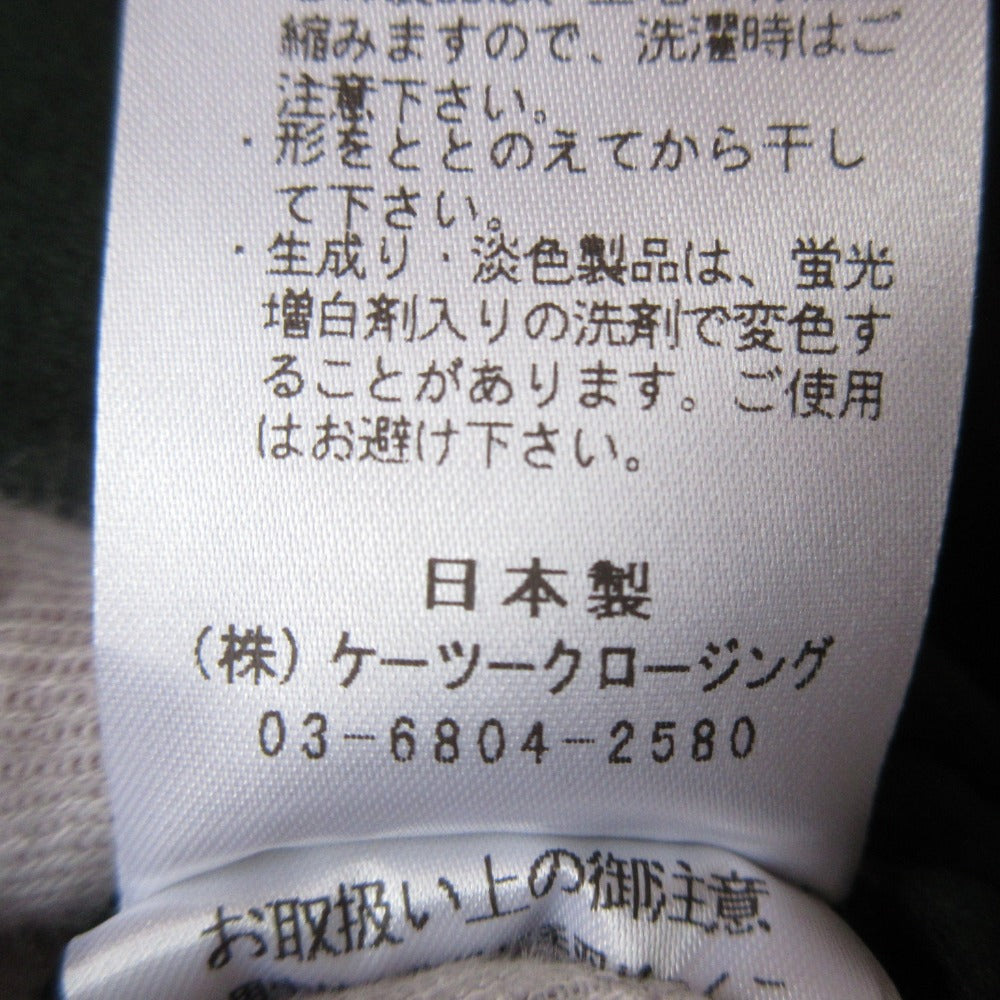 縮みますので、洗濯時はご
注意下さい。
・形をととのえてから干し
て下さい。
・生成り・淡色製品は、蛍光
増白剤入りの洗剤で変色す
ることがあります。ご使用
はお避け下さい。
日本製
(株)ケーツークロージング
03-6804-2580
お取扱い上の御注意